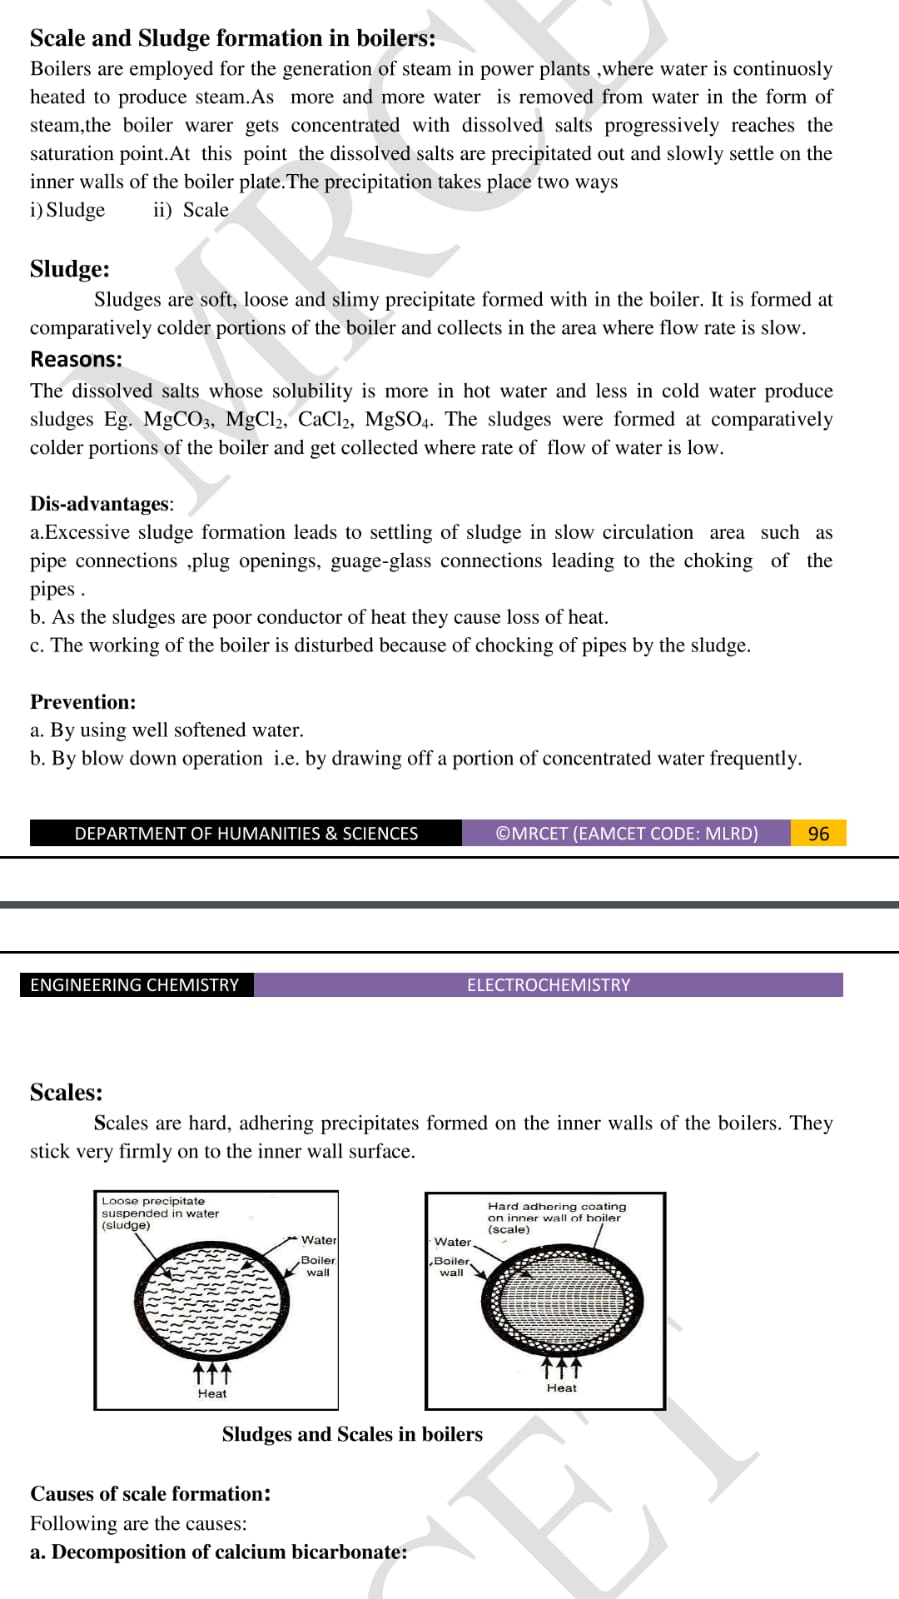 Scale and Sludge formation in boilers:
Boilers are employed for the generation of steam in power plants ,where water is continuosly
heated to produce steam.As more and more water is removed from water in the form of
steam,the boiler warer gets concentrated with dissolved salts progressively reaches the
saturation point.At this point the dissolved salts are precipitated out and slowly settle on the
inner walls of the boiler plate.The precipitation takes place two ways
i) Sludge ii) Scale
Sludge:
Sludges are soft, loose and slimy precipitate formed with in the boiler. It is formed at
comparatively colder portions of the boiler and collects in the area where flow rate is slow.
Reasons:
The dissolved salts whose solubility is more in hot water and less in cold water produce
sludges Eg. MgCO₃, MgCl₂, CaCl₂, MgSO₄. The sludges were formed at comparatively
colder portions of the boiler and get collected where rate of flow of water is low.
Dis-advantages:
a.Excessive sludge formation leads to settling of sludge in slow circulation area such as
pipe connections ,plug openings, guage-glass connections leading to the choking of the
pipes .
b. As the sludges are poor conductor of heat they cause loss of heat.
c. The working of the boiler is disturbed because of chocking of pipes by the sludge.
Prevention:
a. By using well softened water.
b. By blow down operation i.e. by drawing off a portion of concentrated water frequently.
DEPARTMENT OF HUMANITIES & SCIENCES ©MRCET (EAMCET CODE: MLRD) 96
ENGINEERING CHEMISTRY ELECTROCHEMISTRY
Scales:
Scales are hard, adhering precipitates formed on the inner walls of the boilers. They
stick very firmly on to the inner wall surface.
Loose precipitate
suspended in water
(sludge)
Water
Boiler
wall
Heat
Hard adhering coating
on inner wall of boiler
(scale)
Water
Boiler
wall
Heat
Sludges and Scales in boilers
Causes of scale formation:
Following are the causes:
a. Decomposition of calcium bicarbonate:
MRCE
CET